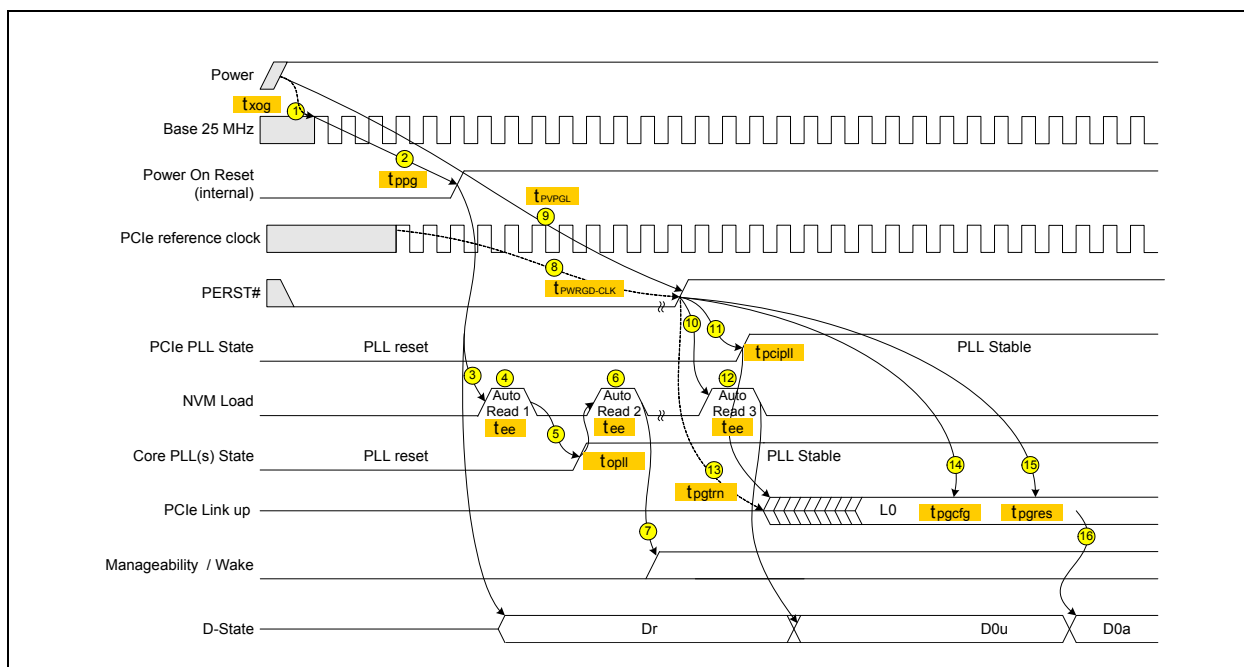 Power
txog
1
Base 25 MHz
2
Power On Reset
(internal)
tppg
tPVPGL
9
PCIe reference clock
8
tPWRGD-CLK
PERST#
10
11
PCIe PLL State
PLL reset
tpcipll
PLL Stable
3
4
6
12
NVM Load
Auto
Read 1
tee
Auto
Read 2
tee
Auto
Read 3
tee
5
Core PLL(s) State
PLL reset
topll
PLL Stable
13
14
15
tpgtrn
PCIe Link up
L0
tpgcfg
tpgres
7
16
Manageability / Wake
D-State
Dr
D0u
D0a